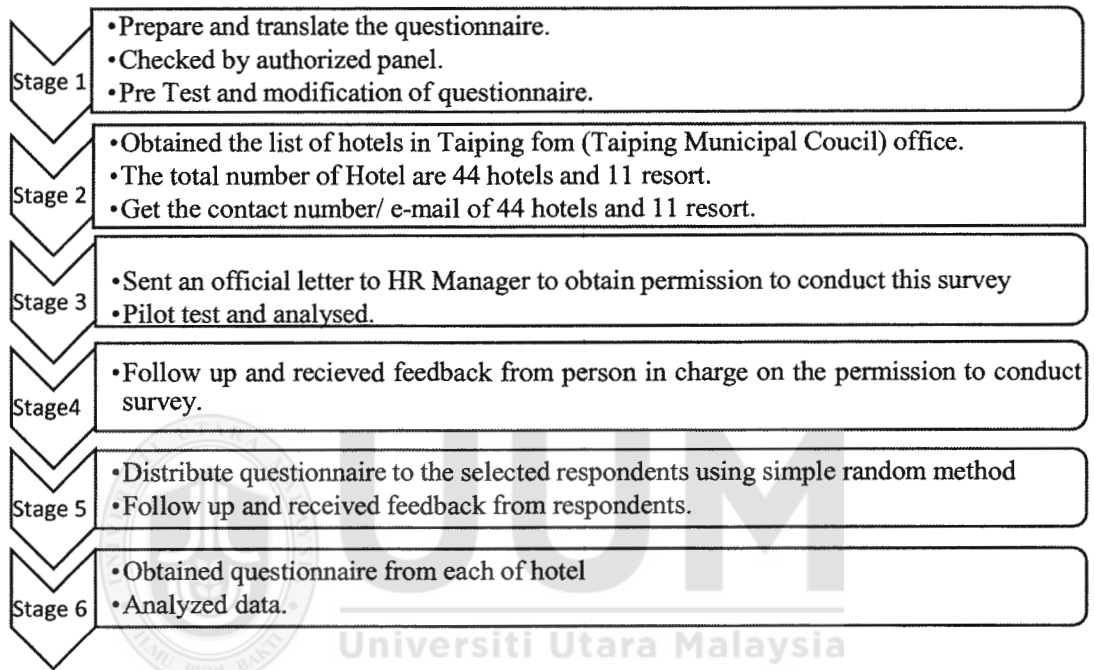 Stage 1
•Prepare and translate the questionnaire.
•Checked by authorized panel.
•Pre Test and modification of questionnaire.
Stage 2
•Obtained the list of hotels in Taiping fom (Taiping Municipal Coucil) office.
•The total number of Hotel are 44 hotels and 11 resort.
•Get the contact number/ e-mail of 44 hotels and 11 resort.
Stage 3
•Sent an official letter to HR Manager to obtain permission to conduct this survey
•Pilot test and analysed.
Stage4
•Follow up and recieved feedback from person in charge on the permission to conduct
survey.
Stage 5
•Distribute questionnaire to the selected respondents using simple random method
•Follow up and received feedback from respondents.
Stage 6
•Obtained questionnaire from each of hotel
•Analyzed data.
UUM
Universiti Utara Malaysia